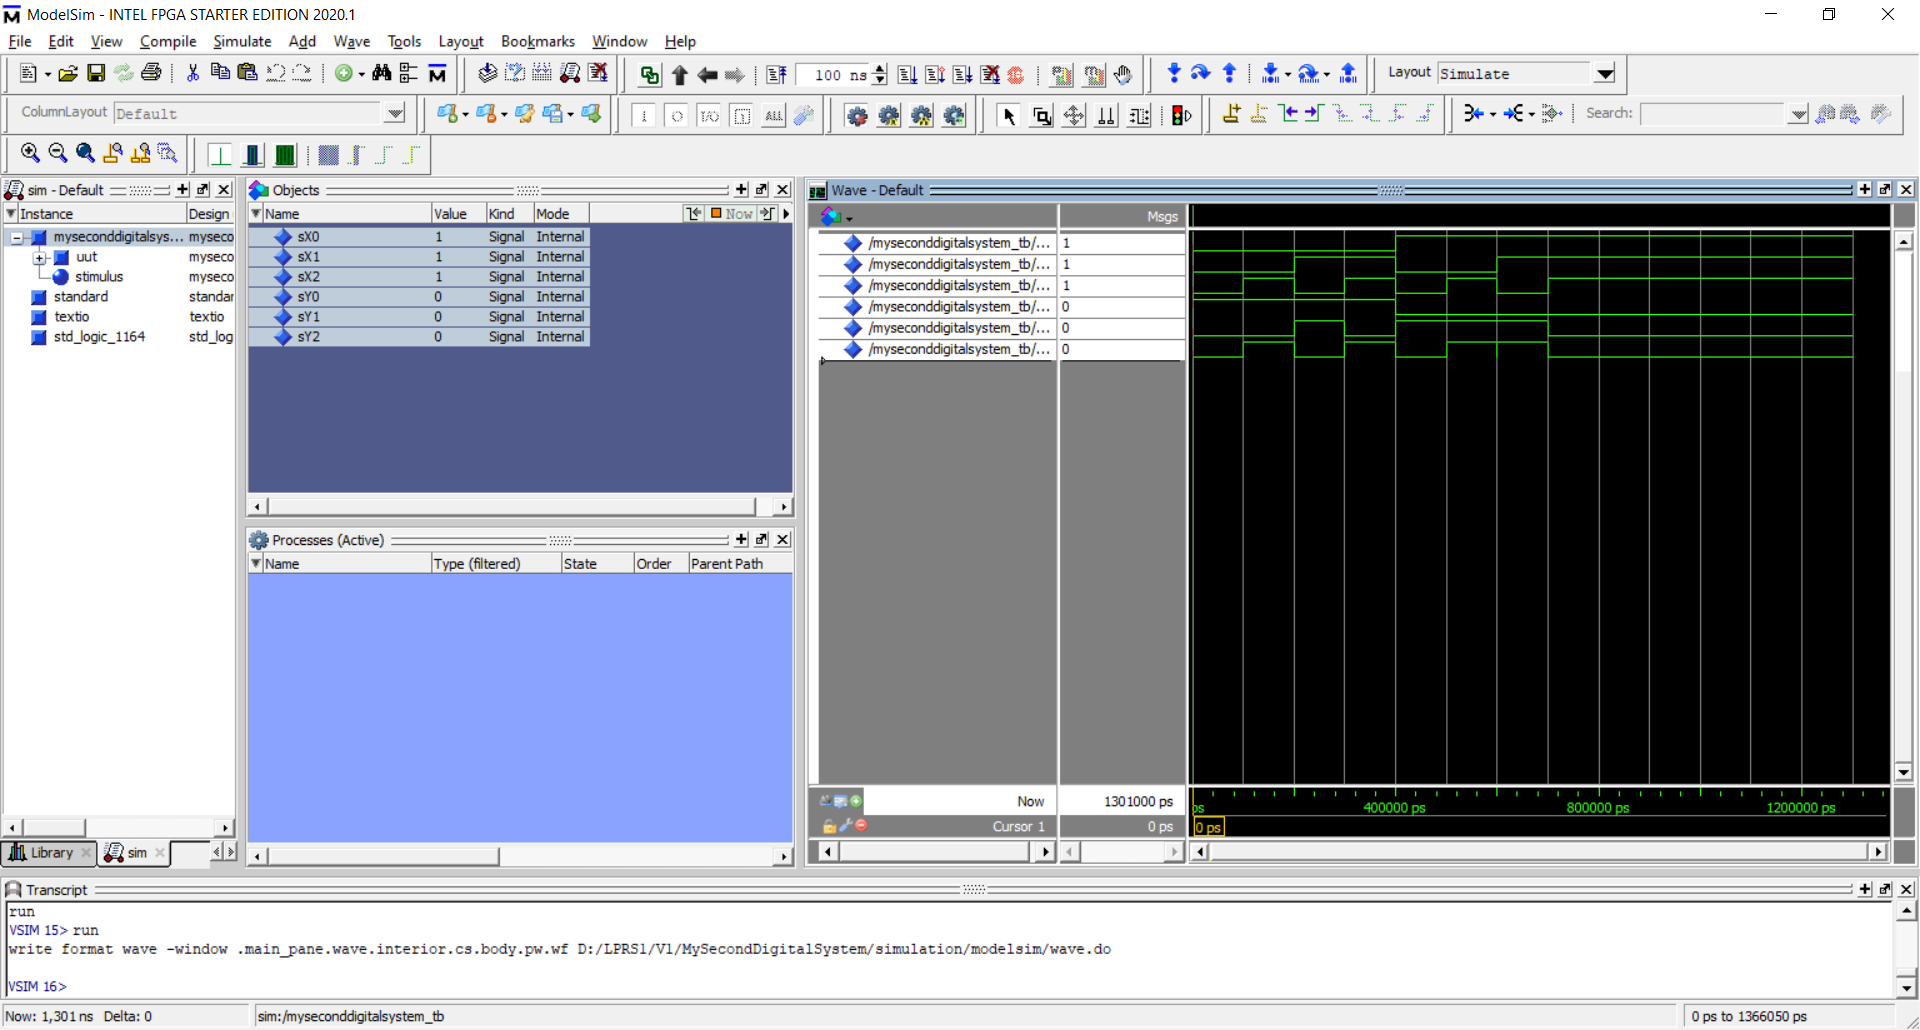 ModelSim - INTEL FPGA STARTER EDITION 2020.1
File Edit View Compile Simulate Add Wave Tools Layout Bookmarks Window Help
100 ns Layout Simulate
ColumnLayout Default ALL Search:
sim - Default
Instance Design
myseconddigitalsys... myseco
uut myseco
stimulus myseco
standard standar
textio textio
std_logic_1164 std_log
Library sim
Objects
Name Value Kind Mode Now
sX0 1 Signal Internal
sX1 1 Signal Internal
sX2 1 Signal Internal
sY0 0 Signal Internal
sY1 0 Signal Internal
sY2 0 Signal Internal
Processes (Active)
Name Type (filtered) State Order Parent Path
Wave - Default
Msgs
/myseconddigitalsystem_tb/... 1
/myseconddigitalsystem_tb/... 1
/myseconddigitalsystem_tb/... 1
/myseconddigitalsystem_tb/... 0
/myseconddigitalsystem_tb/... 0
/myseconddigitalsystem_tb/... 0
Now 1301000 ps ps 400000 ps 800000 ps 1200000 ps
Cursor 1 0 ps 0 ps
Transcript
run
VSIM 15> run
write format wave -window .main_pane.wave.interior.cs.body.pw.wf D:/LPRS1/V1/MySecondDigitalSystem/simulation/modelsim/wave.do
VSIM 16>
Now: 1,301 ns Delta: 0 sim:/myseconddigitalsystem_tb 0 ps to 1366050 ps